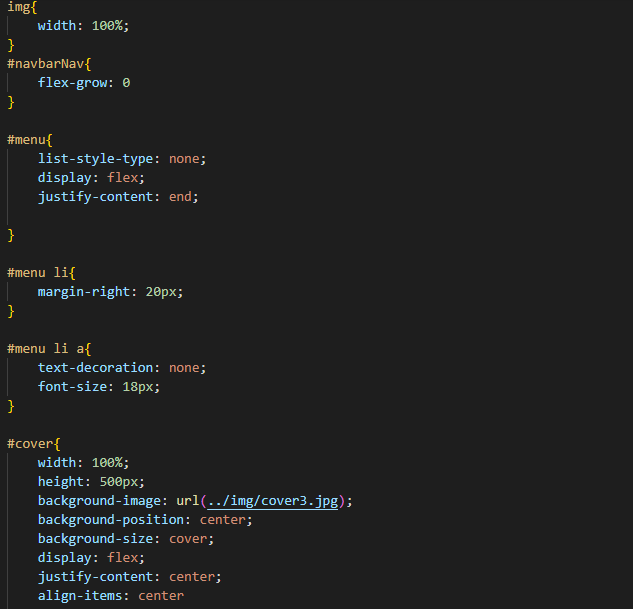 img{
    width: 100%;
}
#navbarNav{
    flex-grow: 0
}
#menu{
    list-style-type: none;
    display: flex;
    justify-content: end;
}
#menu li{
    margin-right: 20px;
}
#menu li a{
    text-decoration: none;
    font-size: 18px;
}
#cover{
    width: 100%;
    height: 500px;
    background-image: url(../img/cover3.jpg);
    background-position: center;
    background-size: cover;
    display: flex;
    justify-content: center;
    align-items: center